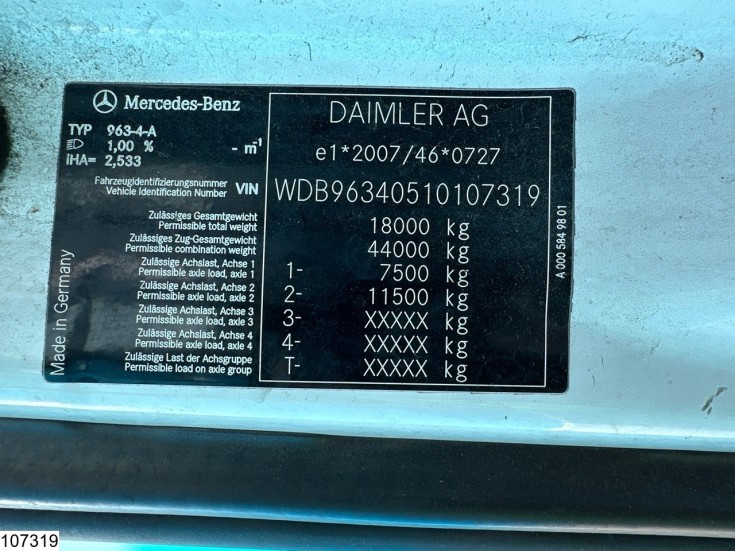 Mercedes-Benz
TYP 963-4-A
1,00 % - m-1
iHA= 2,533
Fahrzeugidentifizierungsnummer
Vehicle Identification Number VIN
Zulässiges Gesamtgewicht
Permissible total weight
Zulässiges Zug-Gesamtgewicht
Permissible combination weight
Zulässige Achslast, Achse 1
Permissible axle load, axle 1
Zulässige Achslast, Achse 2
Permissible axle load, axle 2
Zulässige Achslast, Achse 3
Permissible axle load, axle 3
Zulässige Achslast, Achse 4
Permissible axle load, axle 4
Zulässige Last der Achsgruppe
Permissible load on axle group
Made in Germany
DAIMLER AG
e1*2007/46*0727
WDB96340510107319
18000 kg
44000 kg
1- 7500 kg
2- 11500 kg
3- XXXXX kg
4- XXXXX kg
T- XXXXX kg
A 000 584 98 01
107319